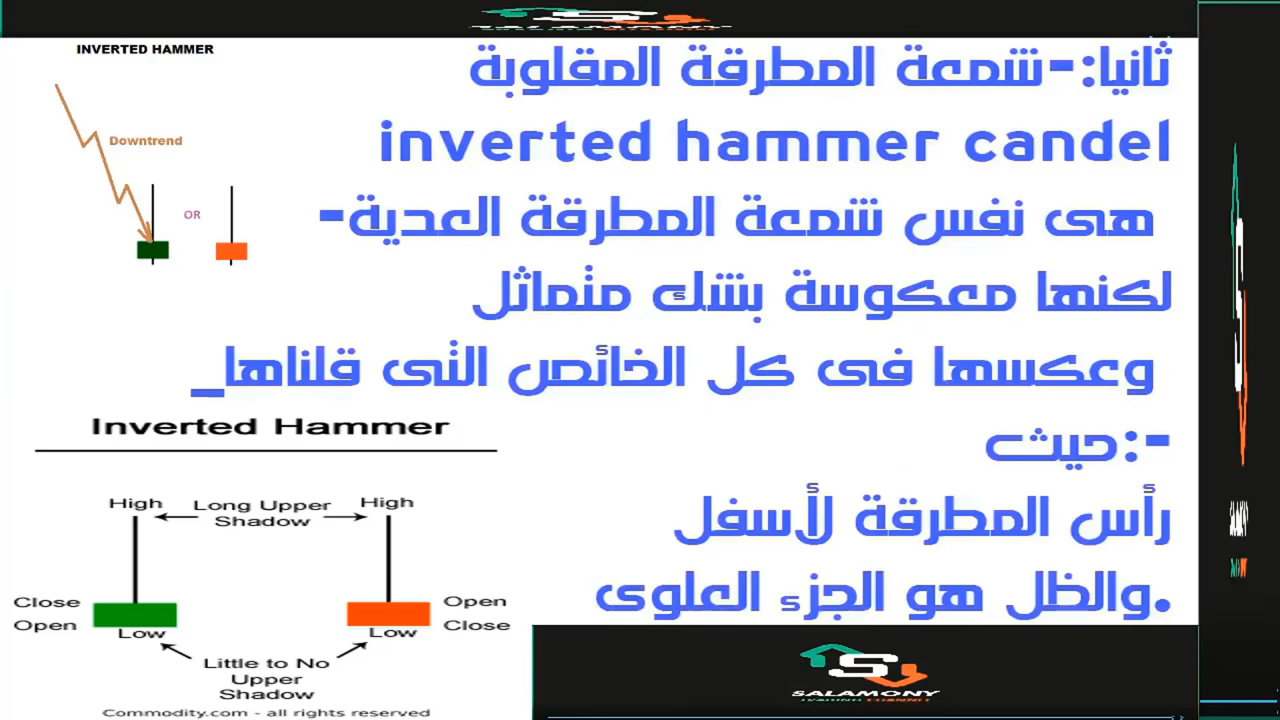 SALAMONY
INVERTED HAMMER
Downtrend
OR
ثانيا:-شمعة المطرقة المقلوبة
inverted hammer candel
هى نفس شمعة المطرقة العدية-
لكنها معكوسة بشك متماثل
وعكسها فى كل الخائص التى قلناها_
-:حيث
رأس المطرقة لأسفل
.والظل هو الجزء العلوى
Inverted Hammer
High Long Upper Shadow High
Close
Open
Low
Open
Close
Low
Little to No
Upper
Shadow
Commodity.com - all rights reserved
SALAMONY
SALAMONY